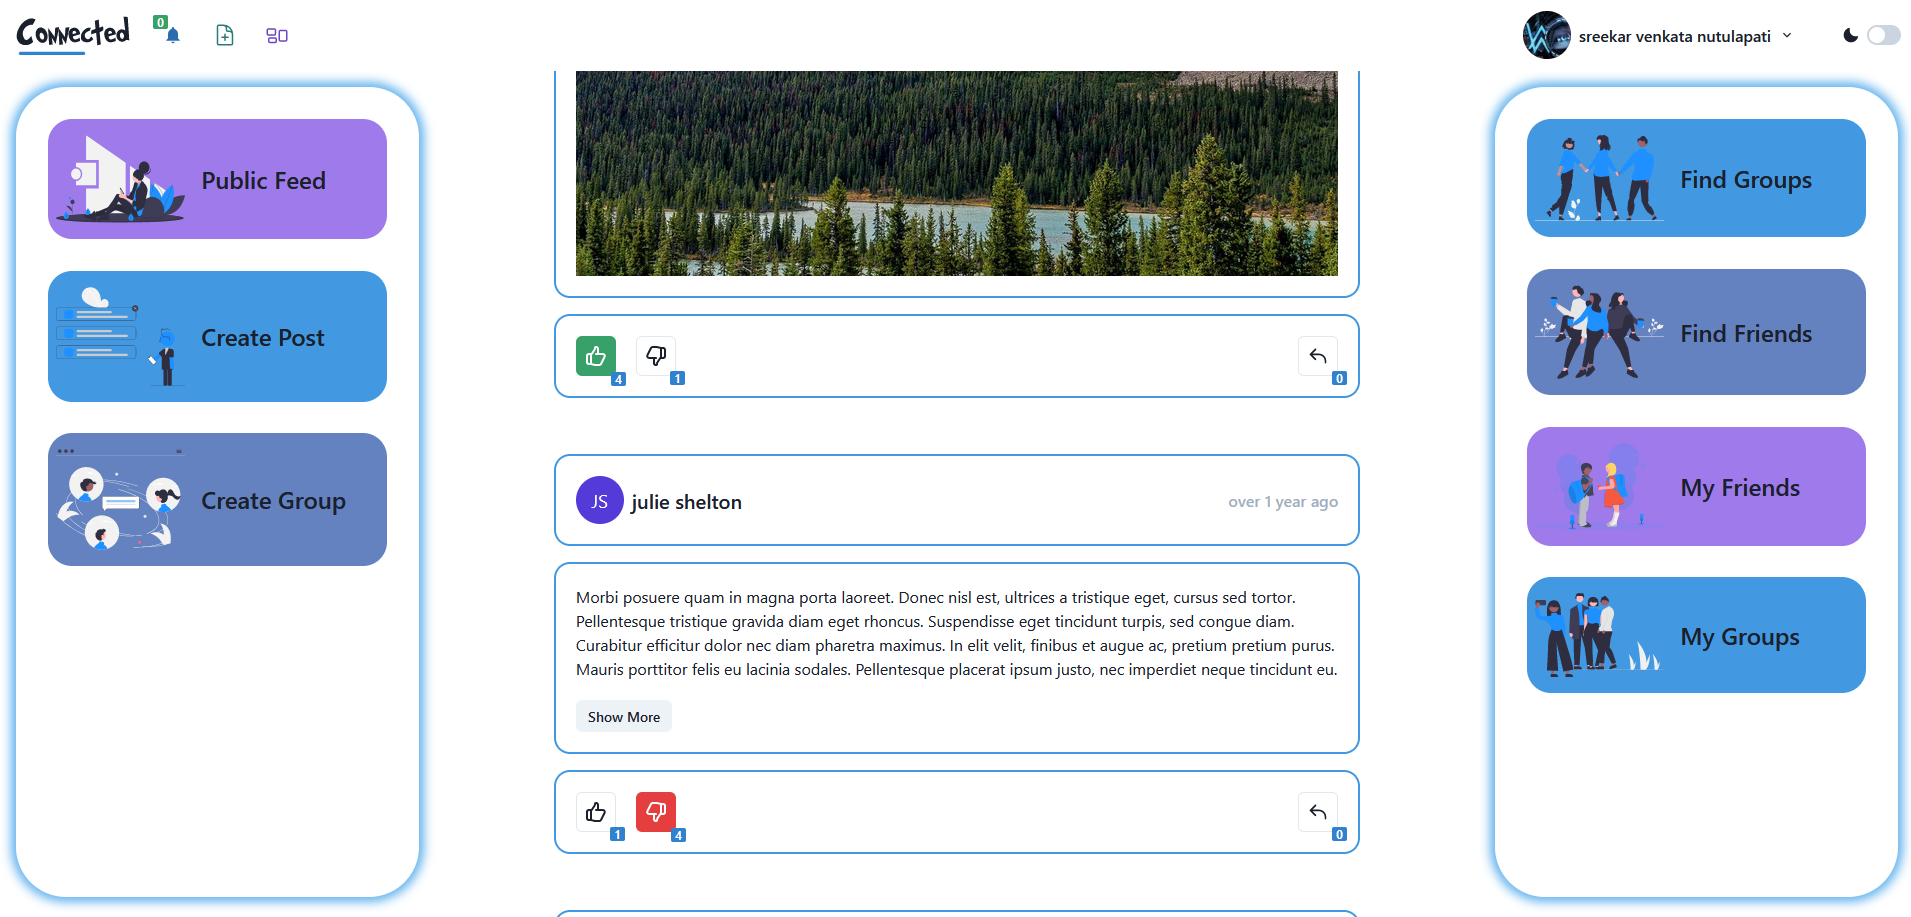 Connected
0
sreekar venkata nutulapati
Public Feed
Create Post
Create Group
4
1
0
JS
julie shelton
over 1 year ago
Morbi posuere quam in magna porta laoreet. Donec nisl est, ultrices a tristique eget, cursus sed tortor.
Pellentesque tristique gravida diam eget rhoncus. Suspendisse eget tincidunt turpis, sed congue diam.
Curabitur efficitur dolor nec diam pharetra maximus. In elit velit, finibus et augue ac, pretium pretium purus.
Mauris porttitor felis eu lacinia sodales. Pellentesque placerat ipsum justo, nec imperdiet neque tincidunt eu.
Show More
1
4
0
Find Groups
Find Friends
My Friends
My Groups